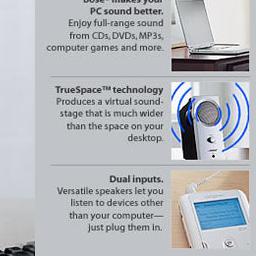 Bose® makes your
PC sound better.
Enjoy full-range sound
from CDs, DVDs, MP3s,
computer games and more.
TrueSpace™ technology
Produces a virtual sound-
stage that is much wider
than the space on your
desktop.
Dual inputs.
Versatile speakers let you
listen to devices other
than your computer—
just plug them in.